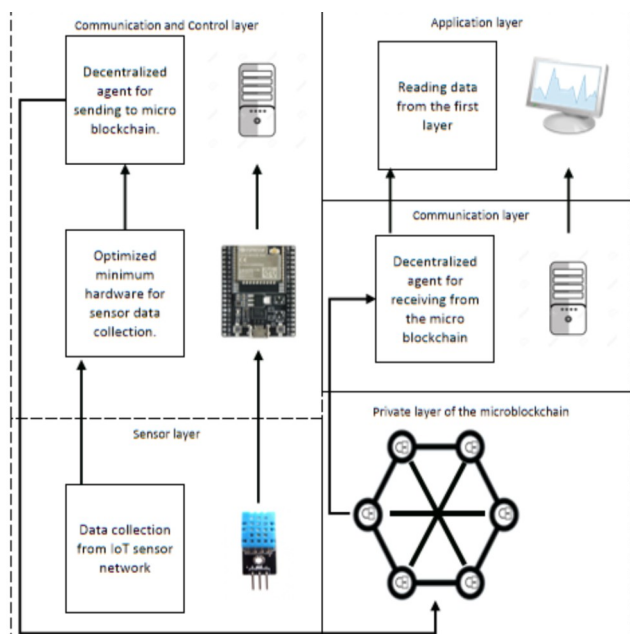 Communication and Control layer
Decentralized
agent for
sending to micro
blockchain.
Optimized
minimum
hardware for
sensor data
collection.
Sensor layer
Data collection
from IoT sensor
network
Application layer
Reading data
from the first
layer
Communication layer
Decentralized
agent for
receiving from
the micro
blockchain
Private layer of the microblockchain